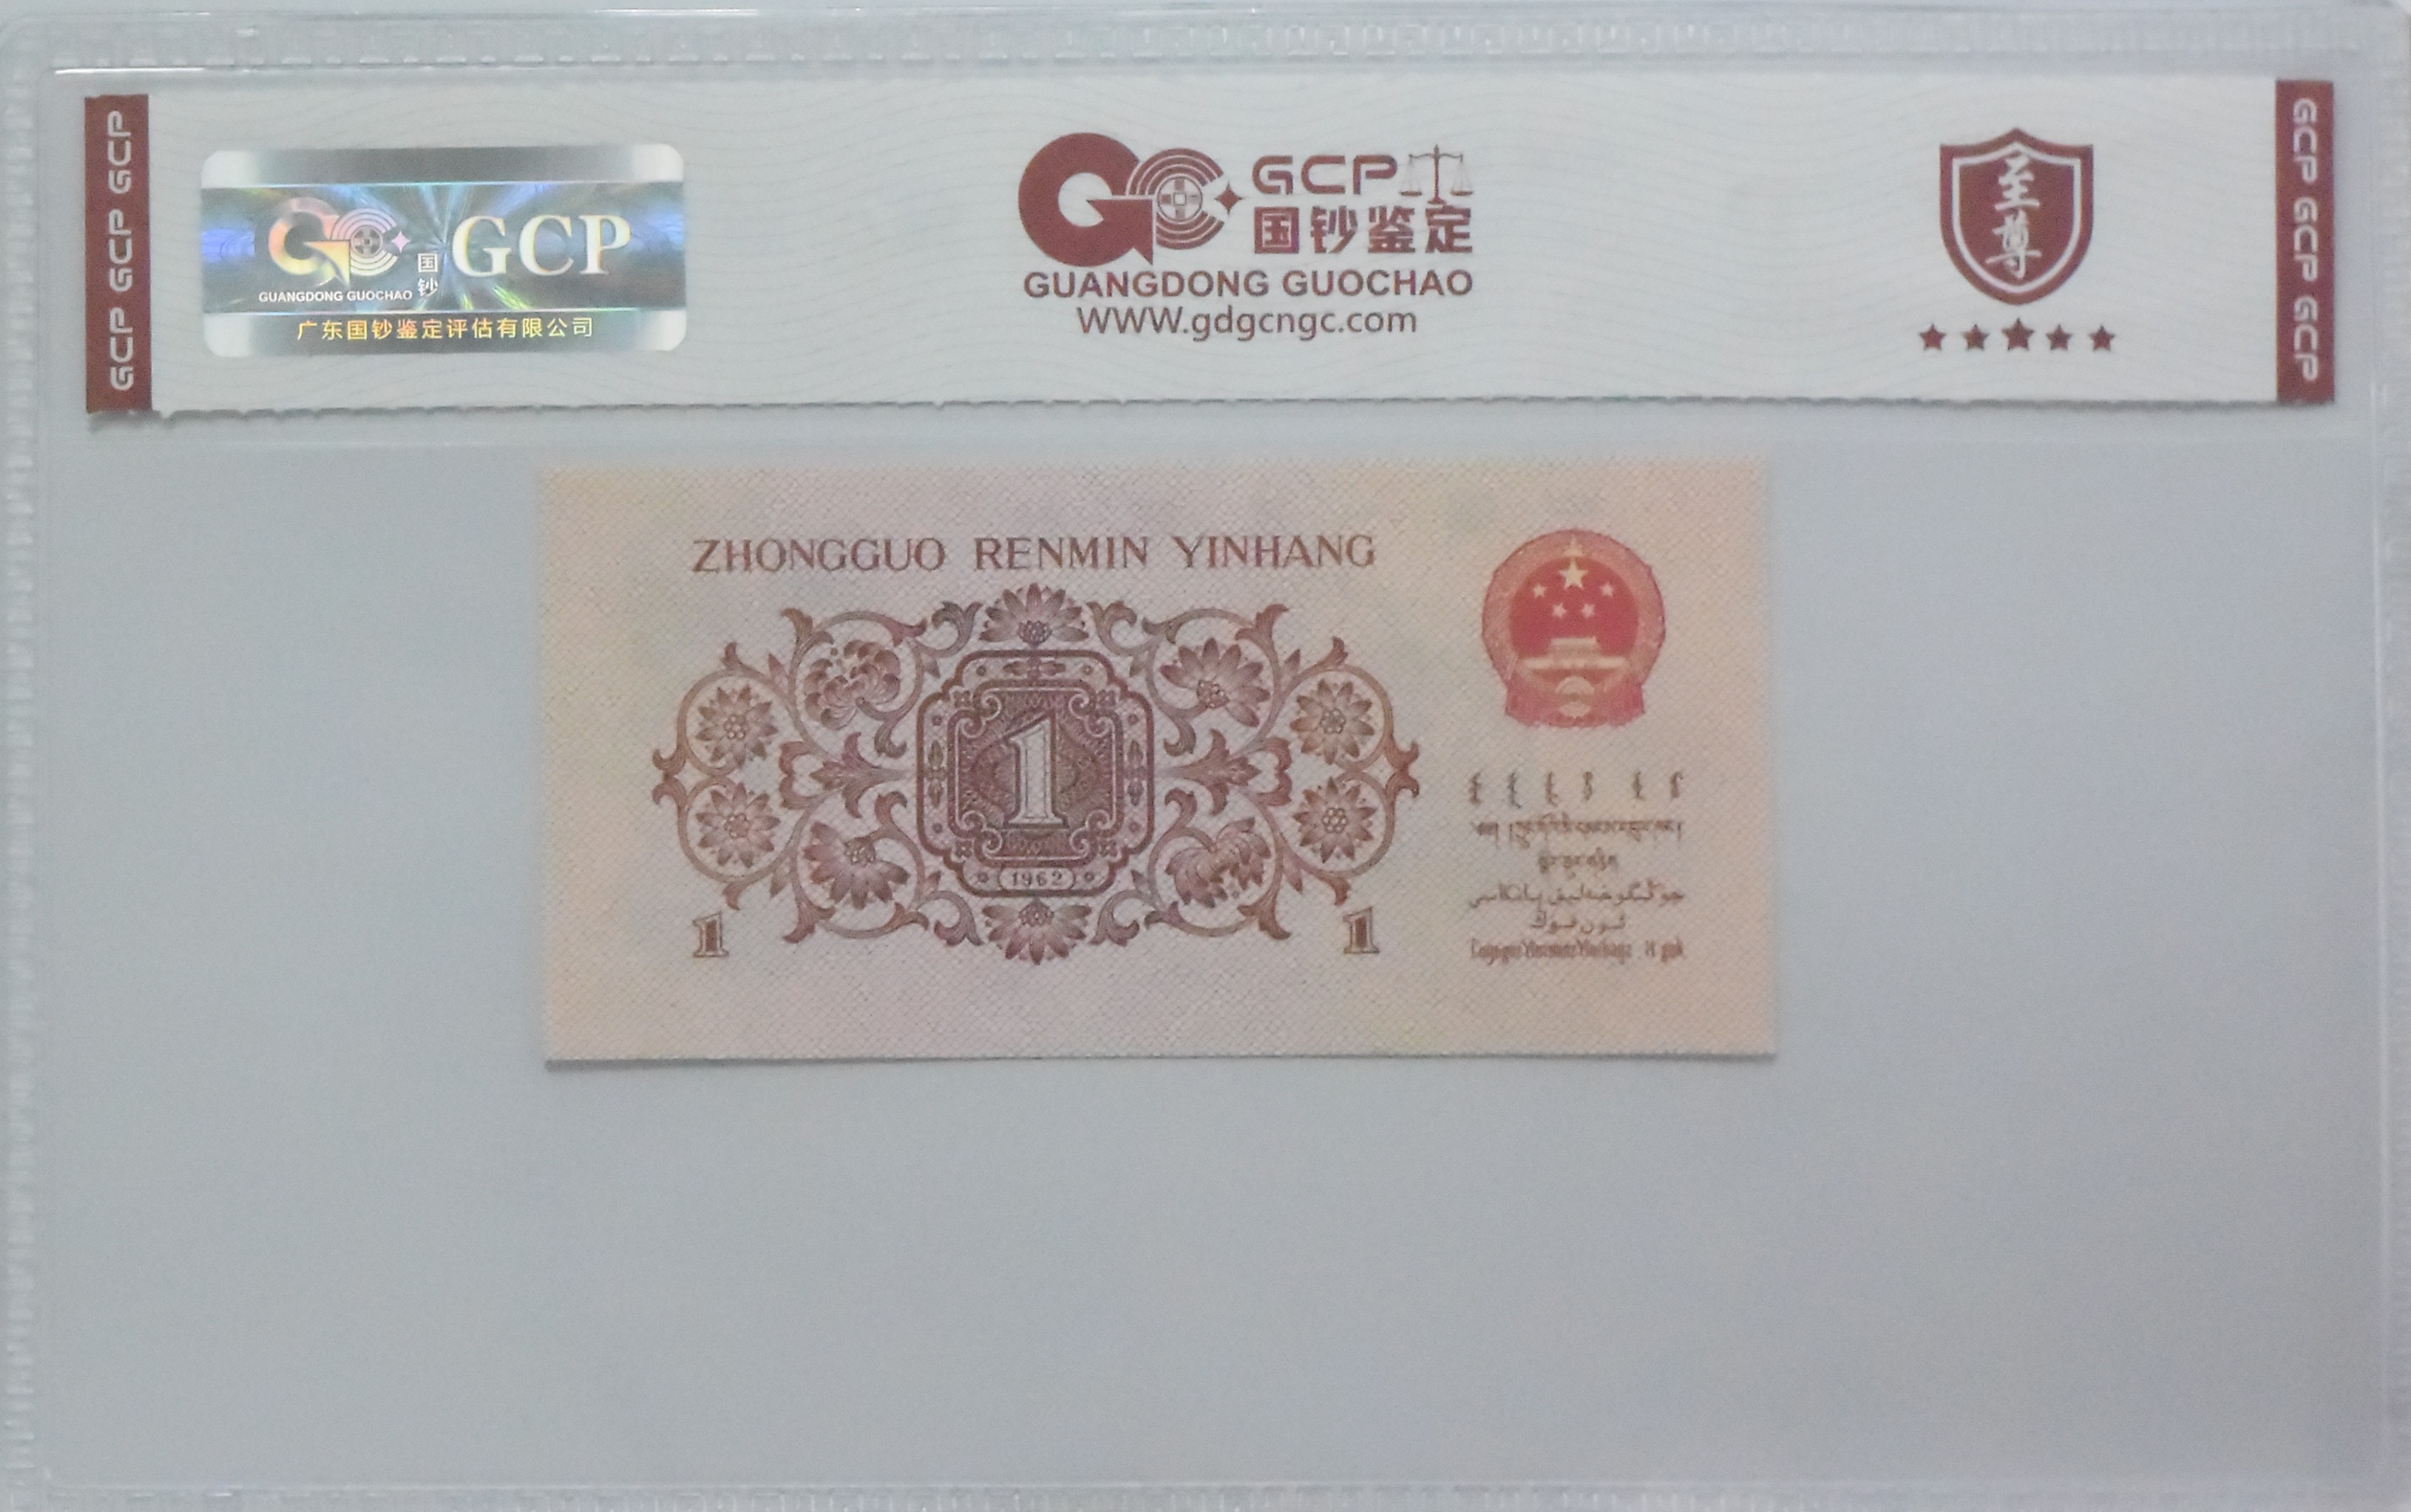 GCP GCP GCP
GUANGDONG GUOCHAO
国钞
GCP
广东国钞鉴定评估有限公司
GCP
国钞鉴定
GUANGDONG GUOCHAO
WWW.gdgcngc.com
至尊
GCP GCP GCP
ZHONGGUO RENMIN YINHANG
1
1962
1
1